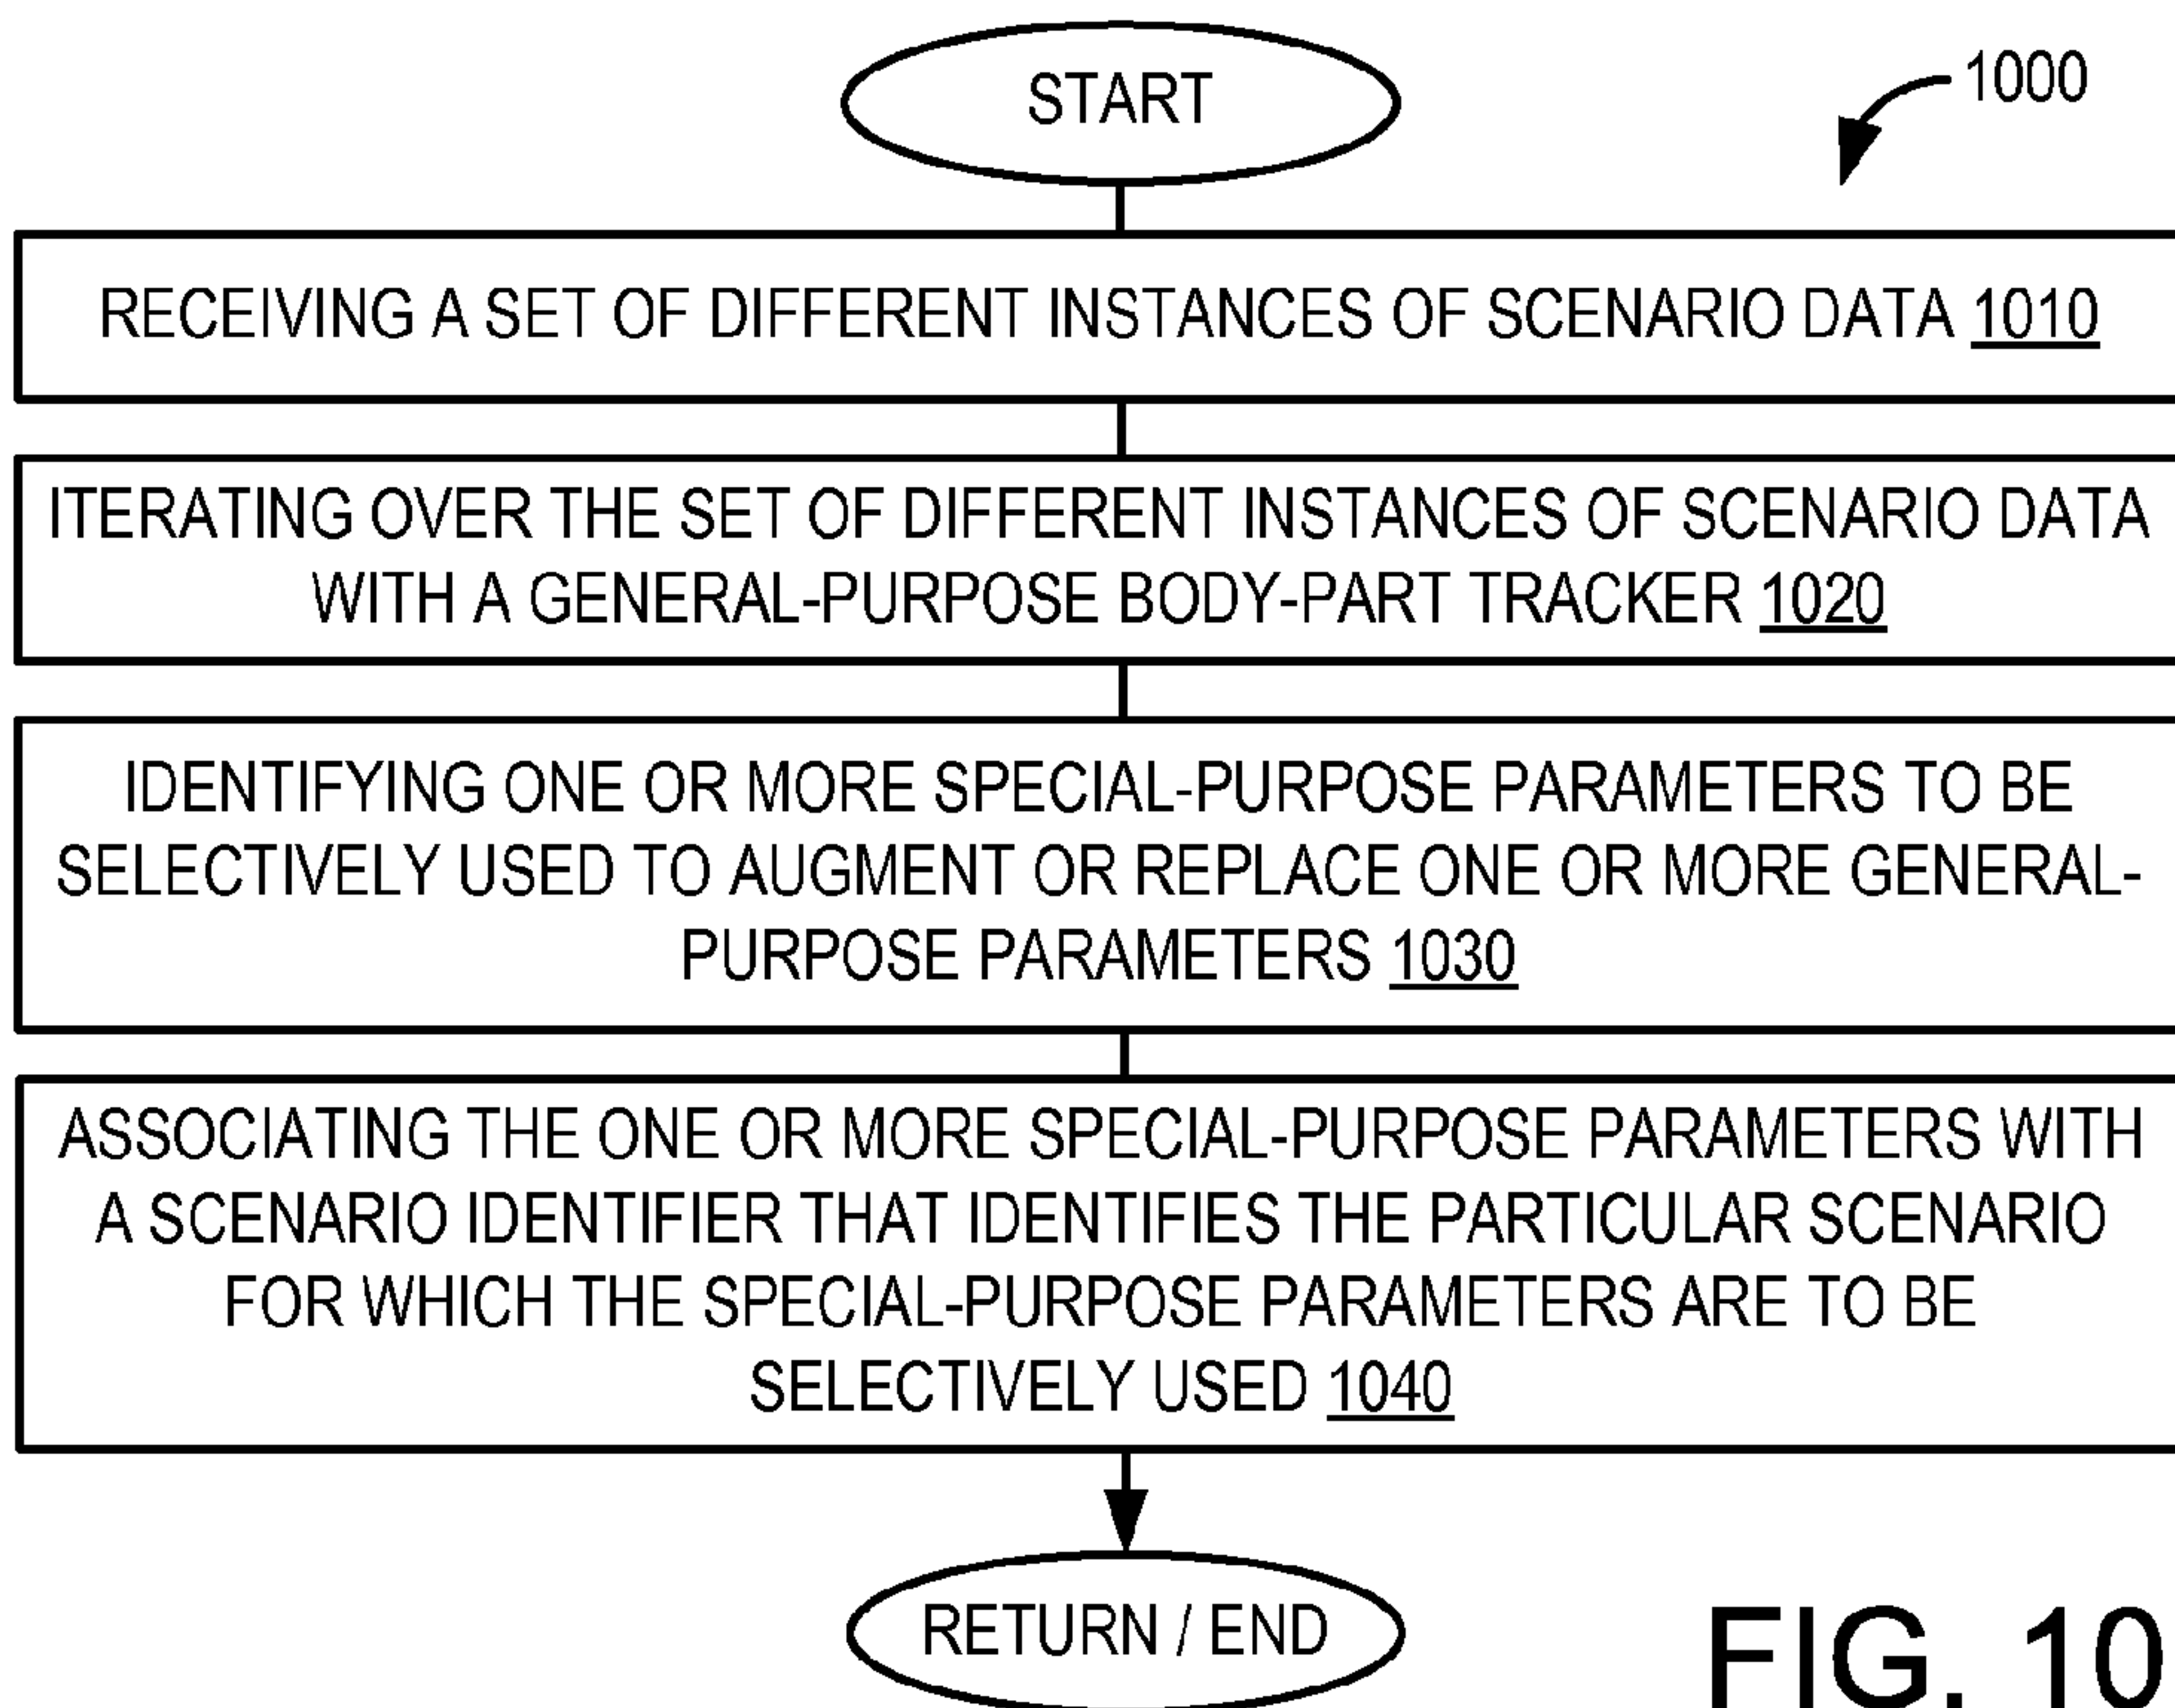 START
1000
RECEIVING A SET OF DIFFERENT INSTANCES OF SCENARIO DATA 1010
ITERATING OVER THE SET OF DIFFERENT INSTANCES OF SCENARIO DATA
WITH A GENERAL-PURPOSE BODY-PART TRACKER 1020
IDENTIFYING ONE OR MORE SPECIAL-PURPOSE PARAMETERS TO BE
SELECTIVELY USED TO AUGMENT OR REPLACE ONE OR MORE GENERAL-
PURPOSE PARAMETERS 1030
ASSOCIATING THE ONE OR MORE SPECIAL-PURPOSE PARAMETERS WITH
A SCENARIO IDENTIFIER THAT IDENTIFIES THE PARTICULAR SCENARIO
FOR WHICH THE SPECIAL-PURPOSE PARAMETERS ARE TO BE
SELECTIVELY USED 1040
RETURN / END
FIG. 10